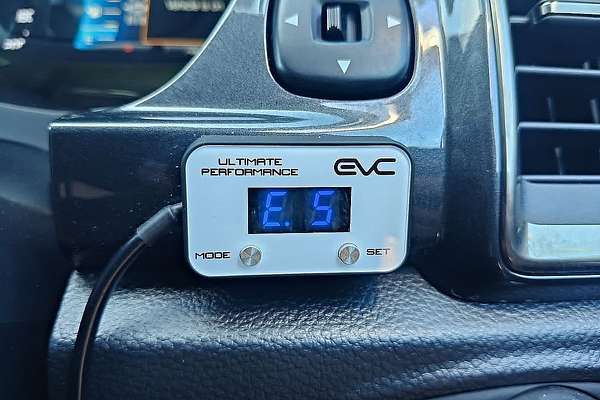 ULTIMATE
PERFORMANCE
EVC
E. 5
MODE
SET